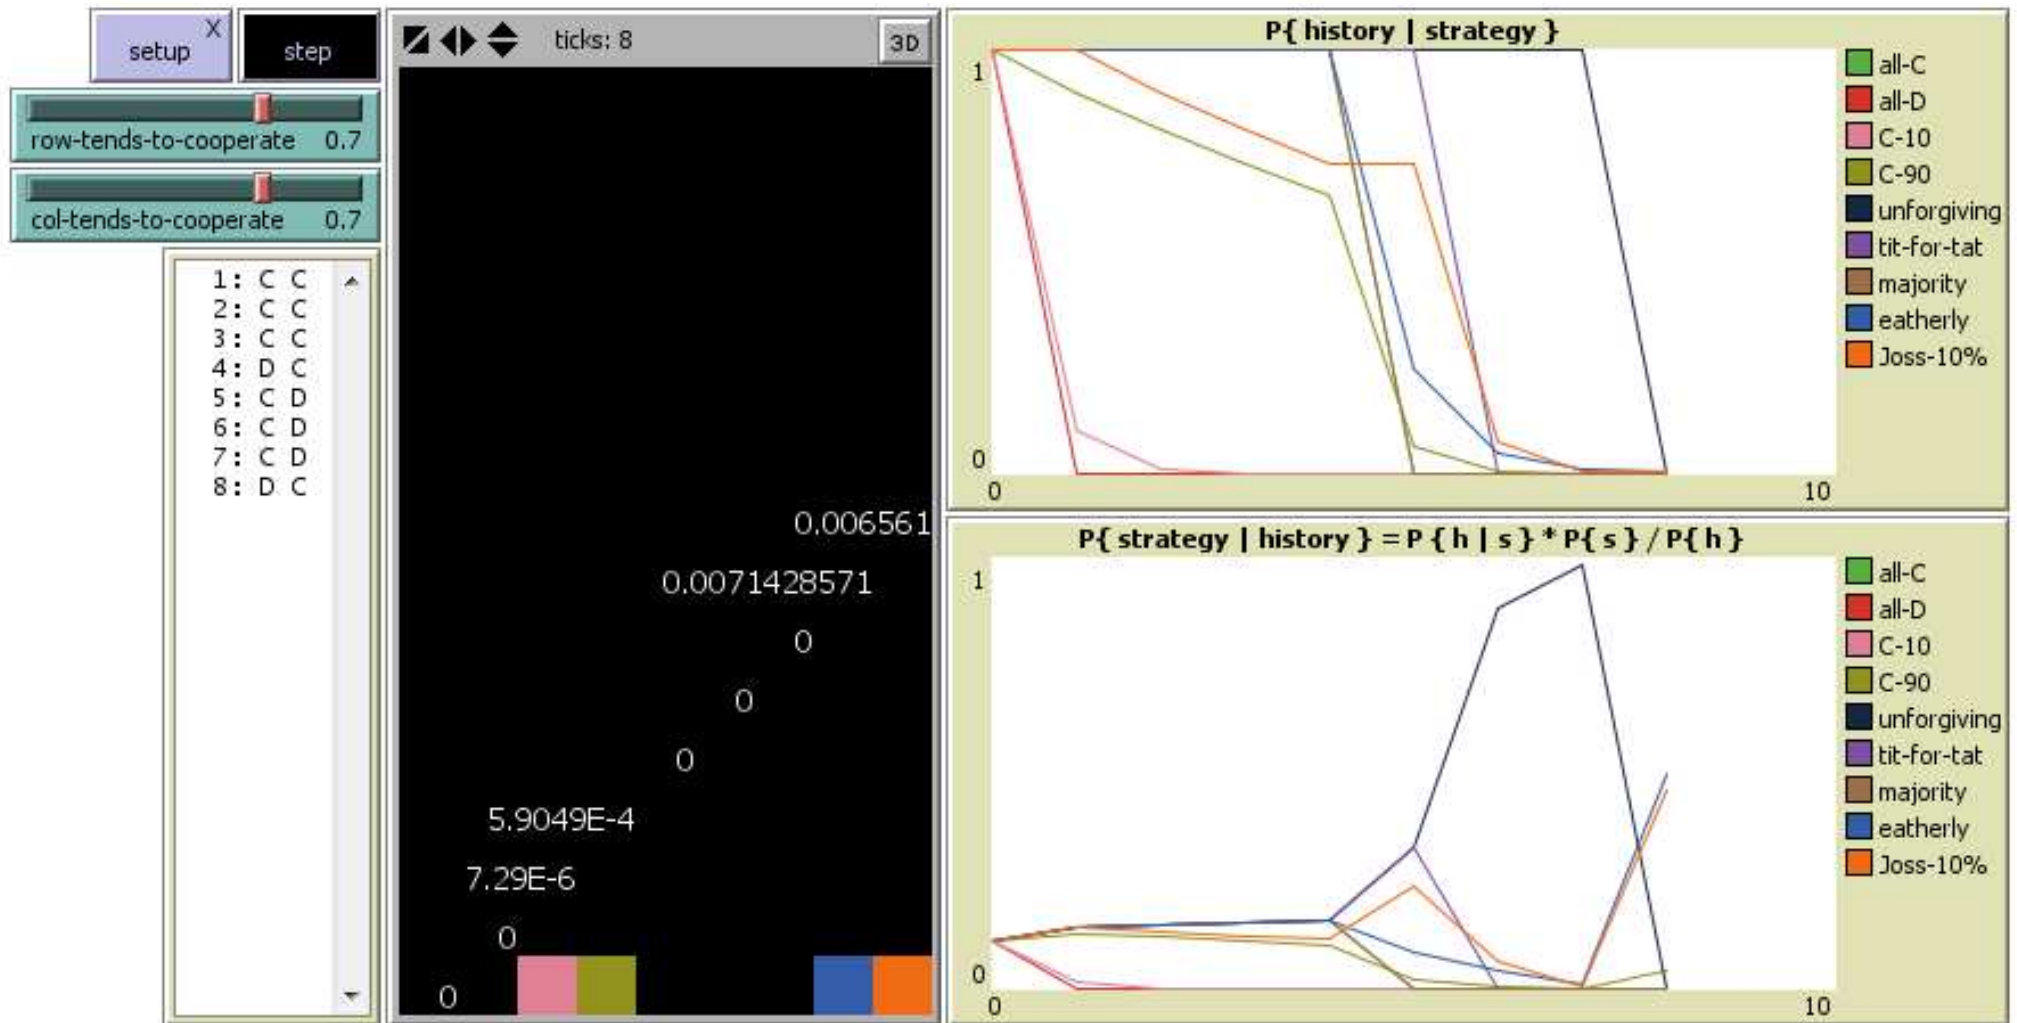 setup X
step
row-tends-to-cooperate 0.7
col-tends-to-cooperate 0.7
1: C C
2: C C
3: C C
4: D C
5: C D
6: C D
7: C D
8: D C
ticks: 8
3D
0.006561
0.0071428571
0
0
0
5.9049E-4
7.29E-6
0
0
P{ history | strategy }
1
0
0
10
all-C
all-D
C-10
C-90
unforgiving
tit-for-tat
majority
eatherly
Joss-10%
P{ strategy | history } = P { h | s } * P{ s } / P{ h }
1
0
0
10
all-C
all-D
C-10
C-90
unforgiving
tit-for-tat
majority
eatherly
Joss-10%